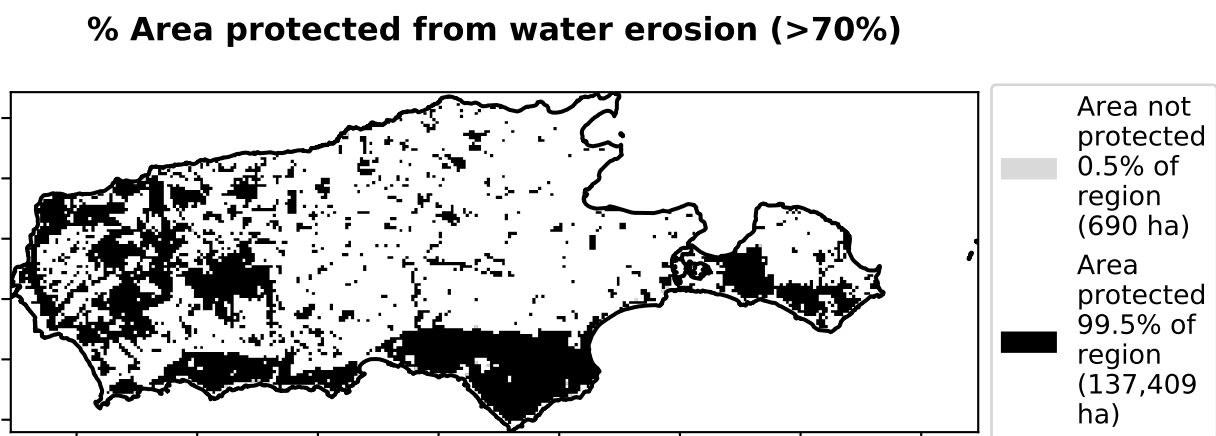 % Area protected from water erosion (>70%)
Area not
protected
0.5% of
region
(690 ha)
Area
protected
99.5% of
region
(137,409
ha)